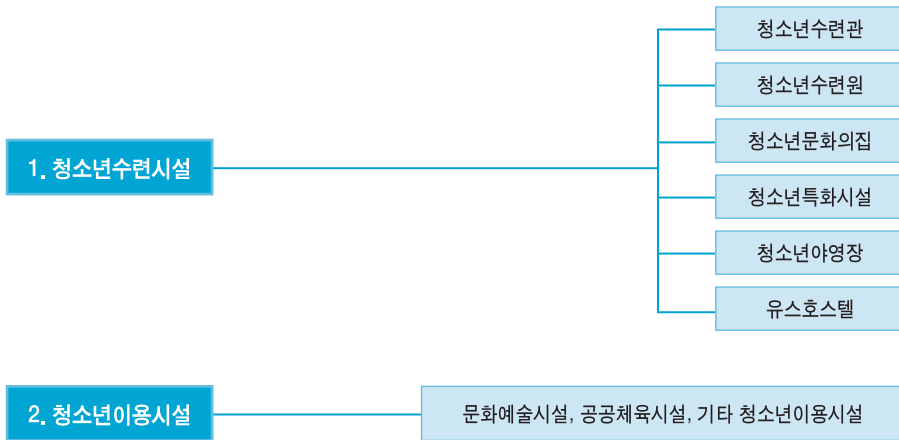 청소년수련관
청소년수련원
청소년문화의집
1. 청소년수련시설
청소년특화시설
청소년야영장
유스호스텔
2. 청소년이용시설
문화예술시설, 공공체육시설, 기타 청소년이용시설